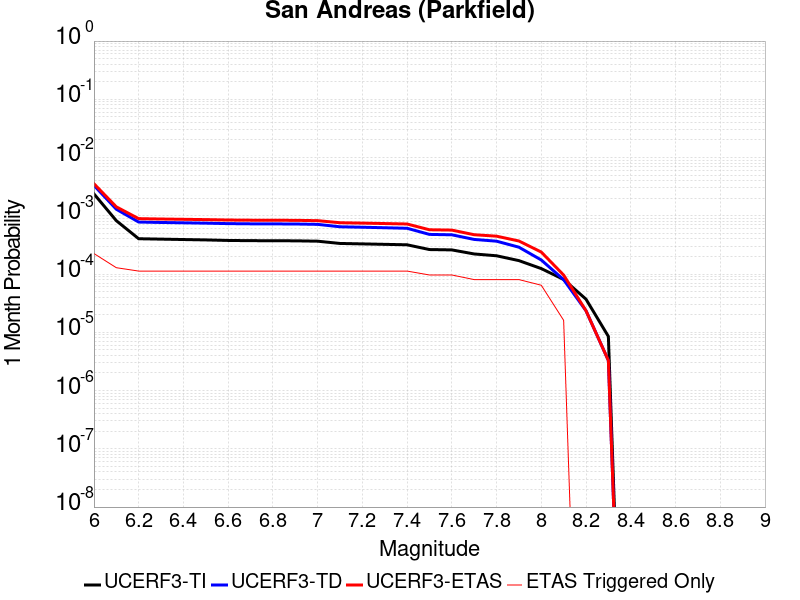 San Andreas (Parkfield)
10^0
10^-1
10^-2
10^-3
10^-4
10^-5
10^-6
10^-7
10^-8
1 Month Probability
6 6.2 6.4 6.6 6.8 7 7.2 7.4 7.6 7.8 8 8.2 8.4 8.6 8.8 9
Magnitude
UCERF3-TI UCERF3-TD UCERF3-ETAS ETAS Triggered Only